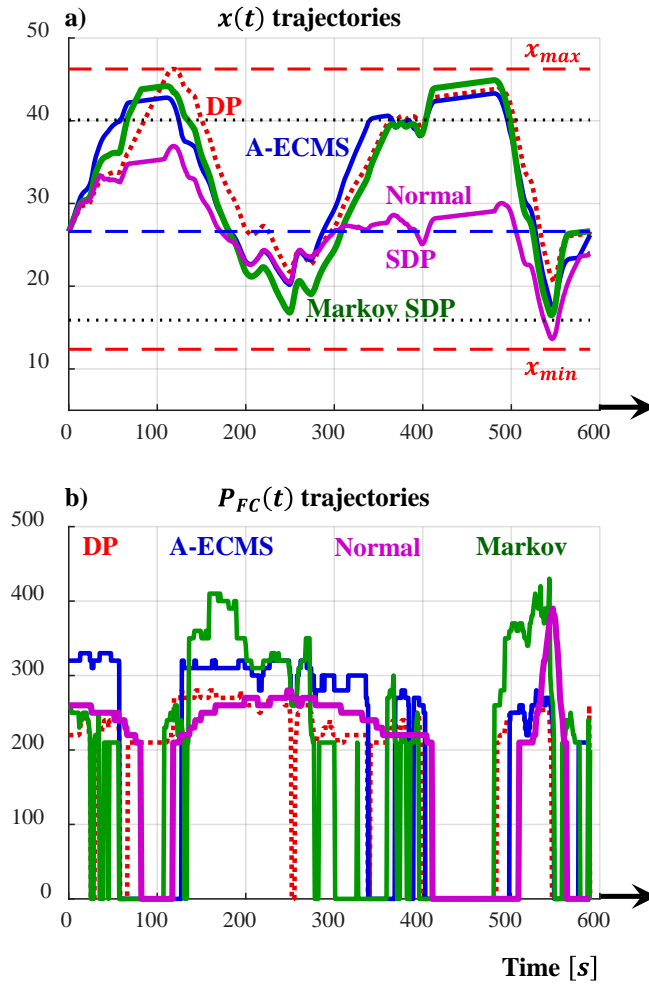 a) x(t) trajectories
50
x_max
DP
40
A-ECMS
30
Normal
SDP
20
Markov SDP
10
x_min
0 100 200 300 400 500 600
b) P_FC(t) trajectories
500
DP A-ECMS Normal Markov
400
300
200
100
0
0 100 200 300 400 500 600
Time [s]